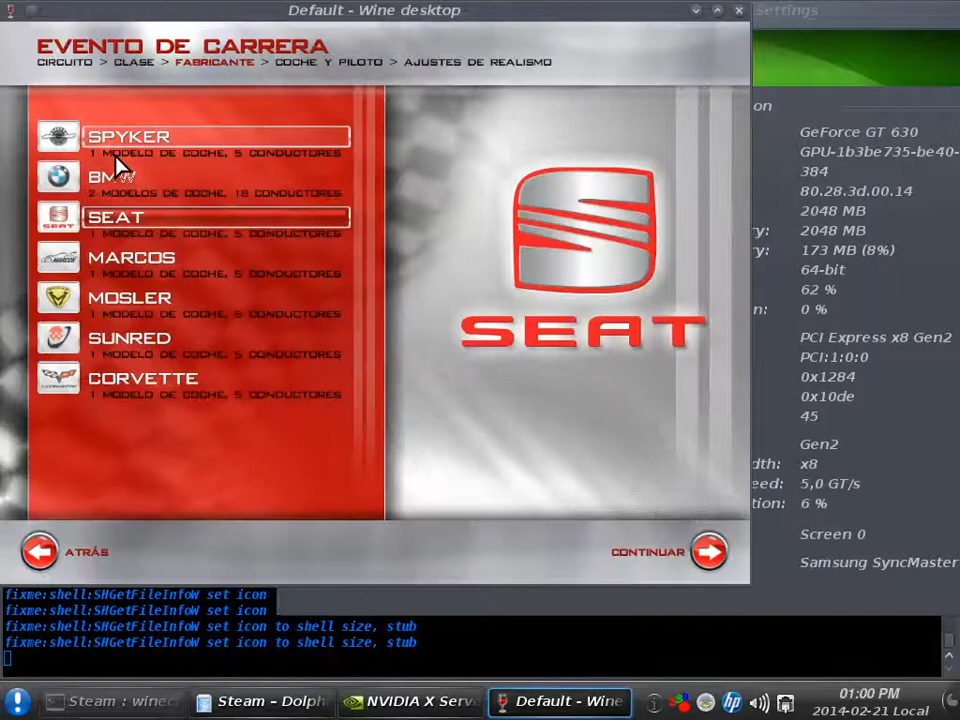 Default - Wine desktop
Settings
EVENTO DE CARRERA
CIRCUITO > CLASE > FABRICANTE > COCHE Y PILOTO > AJUSTES DE REALISMO
SPYKER
1 MODELO DE COCHE, 5 CONDUCTORES
BMW
2 MODELOS DE COCHE, 18 CONDUCTORES
SEAT
SEAT
1 MODELO DE COCHE, 5 CONDUCTORES
MARCOS
MARCOS
1 MODELO DE COCHE, 5 CONDUCTORES
MOSLER
1 MODELO DE COCHE, 5 CONDUCTORES
SUNRED
1 MODELO DE COCHE, 5 CONDUCTORES
CORVETTE
1 MODELO DE COCHE, 5 CONDUCTORES
SEAT
ATRÁS
CONTINUAR
on
GeForce GT 630
GPU-1b3be735-be40-
384
80.28.3d.00.14
2048 MB
ry: 2048 MB
173 MB (8%)
64-bit
62 %
n: 0 %
PCI Express x8 Gen2
PCI:1:0:0
0x1284
0x10de
45
Gen2
dth: x8
eed: 5,0 GT/s
tion: 6 %
Screen 0
Samsung SyncMaster
fixme:shell:SHGetFileInfoW set icon
fixme:shell:SHGetFileInfoW set icon
fixme:shell:SHGetFileInfoW set icon to shell size, stub
fixme:shell:SHGetFileInfoW set icon to shell size, stub
Steam : winec
Steam - Dolph
NVIDIA X Serve
Default - Wine
hp
01:00 PM
2014-02-21 Local